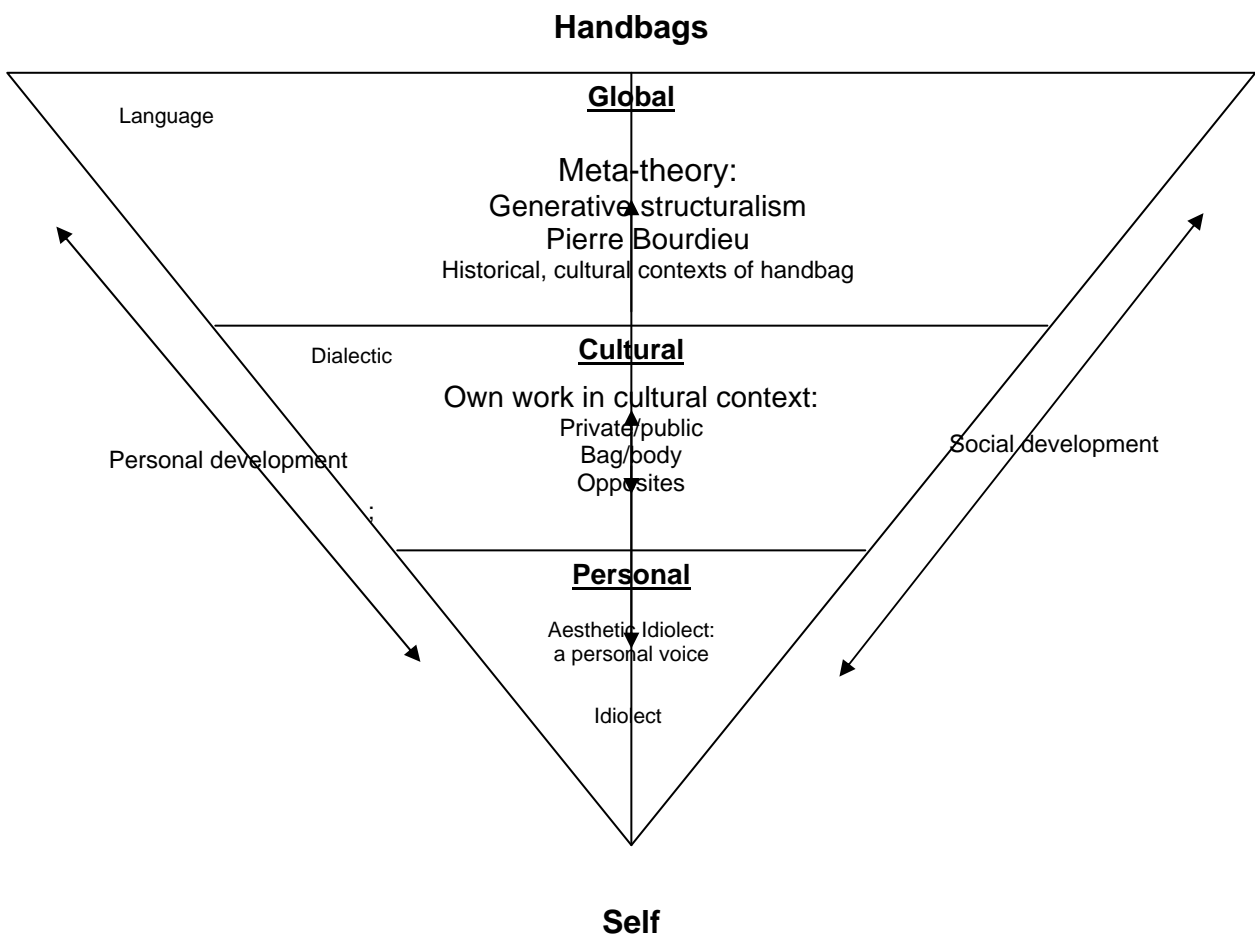 Handbags
Global
Language
Meta-theory:
Generative structuralism
Pierre Bourdieu
Historical, cultural contexts of handbag
Cultural
Dialectic
Own work in cultural context:
Private/public
Bag/body
Opposites
Personal development
Social development
;
Personal
Aesthetic Idiolect:
a personal voice
Idiolect
Self